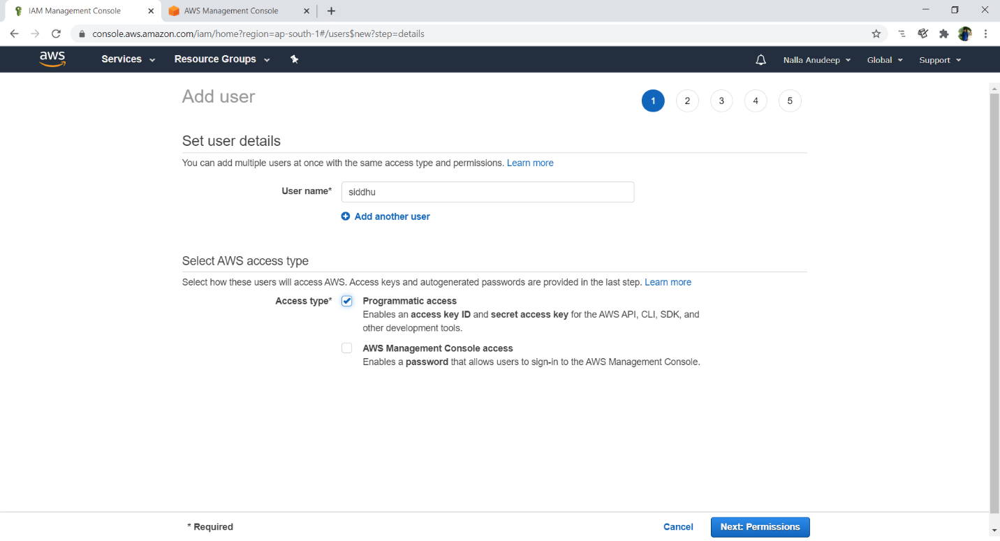 IAM Management Console
AWS Management Console
console.aws.amazon.com/iam/home?region=ap-south-1#/users$new?step=details
aws
Services
Resource Groups
Nalla Anudeep
Global
Support
Add user
1 2 3 4 5
Set user details
You can add multiple users at once with the same access type and permissions. Learn more
User name*
siddhu
Add another user
Select AWS access type
Select how these users will access AWS. Access keys and autogenerated passwords are provided in the last step. Learn more
Access type*
Programmatic access
Enables an access key ID and secret access key for the AWS API, CLI, SDK, and
other development tools.
AWS Management Console access
Enables a password that allows users to sign-in to the AWS Management Console.
* Required
Cancel
Next: Permissions